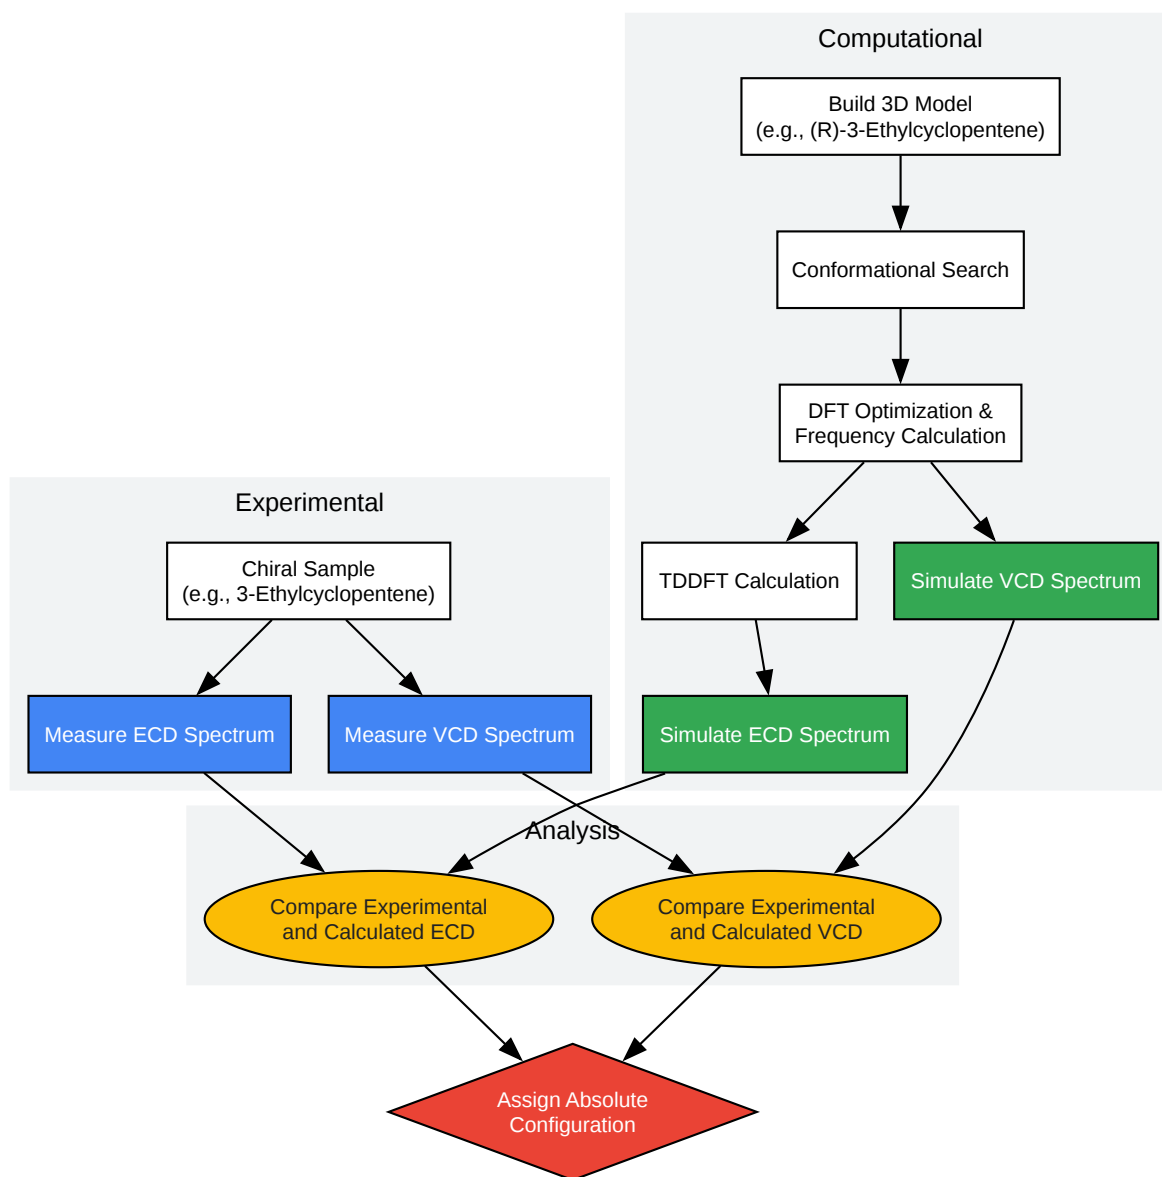 Computational
Build 3D Model
(e.g., (R)-3-Ethylcyclopentene)
Conformational Search
DFT Optimization &
Frequency Calculation
Experimental
Chiral Sample
(e.g., 3-Ethylcyclopentene)
TDDFT Calculation
Simulate VCD Spectrum
Measure ECD Spectrum
Measure VCD Spectrum
Simulate ECD Spectrum
Analysis
Compare Experimental
and Calculated ECD
Compare Experimental
and Calculated VCD
Assign Absolute
Configuration